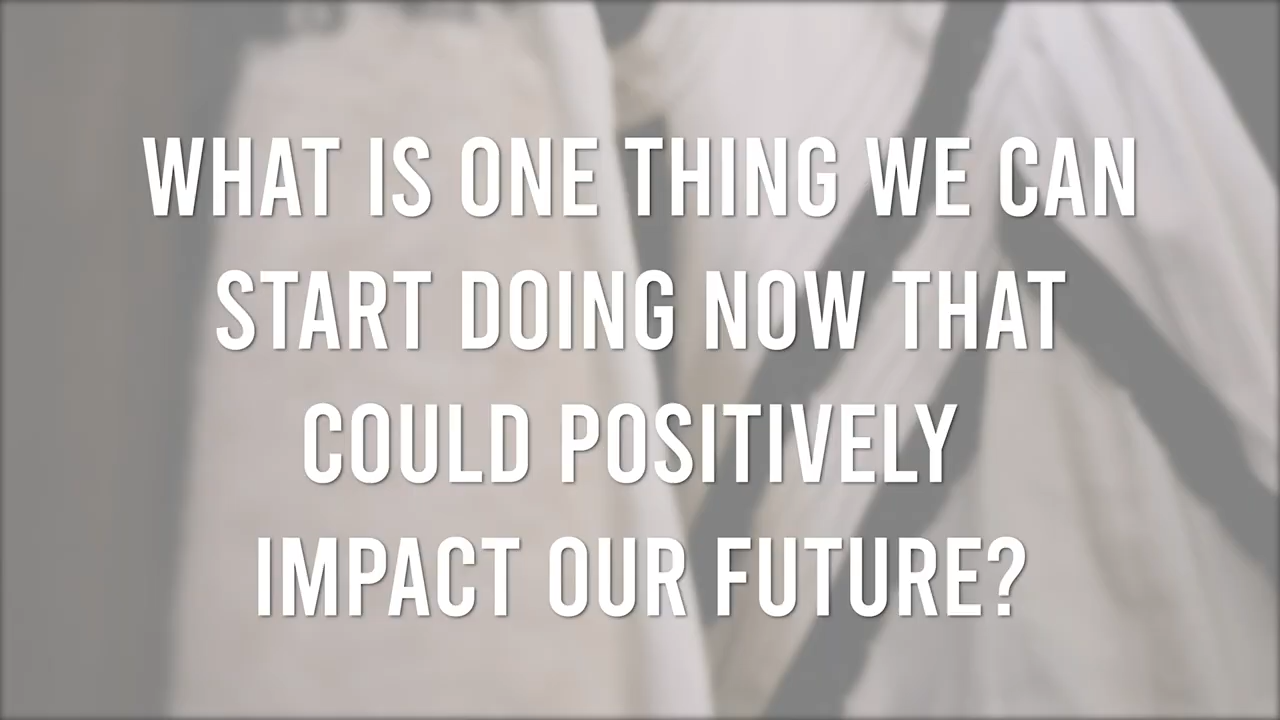 WHAT IS ONE THING WE CAN
START DOING NOW THAT
COULD POSITIVELY
IMPACT OUR FUTURE?